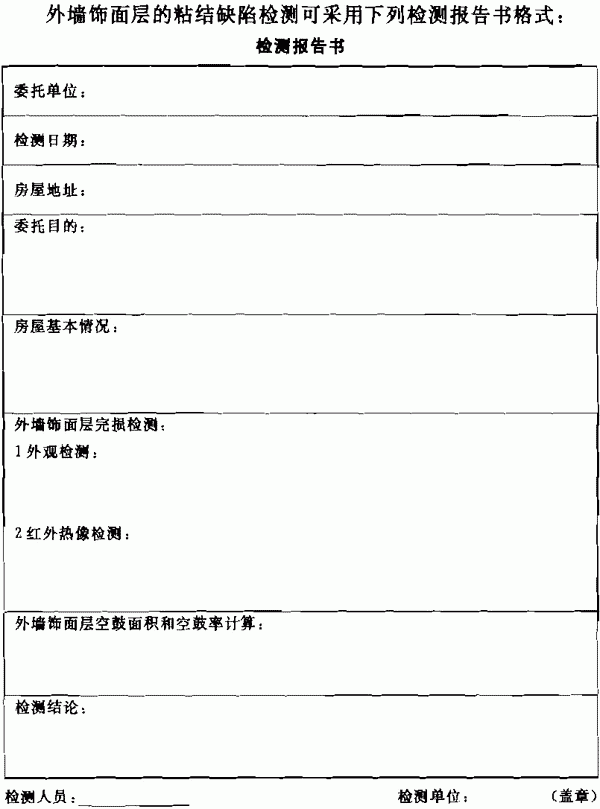 外墙饰面层的粘结缺陷检测可采用下列检测报告书格式：
检测报告书
委托单位：
检测日期：
房屋地址：
委托目的：
房屋基本情况：
外墙饰面层完损检测：
1外观检测：
2红外热像检测：
外墙饰面层空鼓面积和空鼓率计算：
检测结论：
检测人员： 检测单位： （盖章）